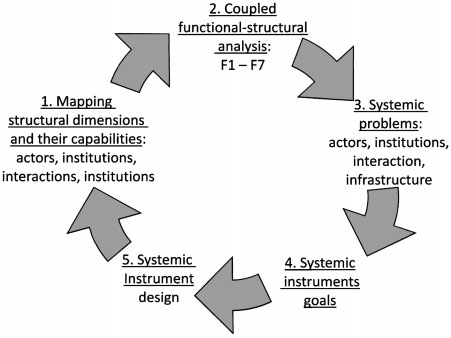 1. Mapping
structural dimensions
and their capabilities:
actors, institutions,
interactions, institutions
2. Coupled
functional-structural
analysis:
F1 – F7
3. Systemic
problems:
actors, institutions,
interaction,
infrastructure
4. Systemic
instruments
goals
5. Systemic
Instrument
design